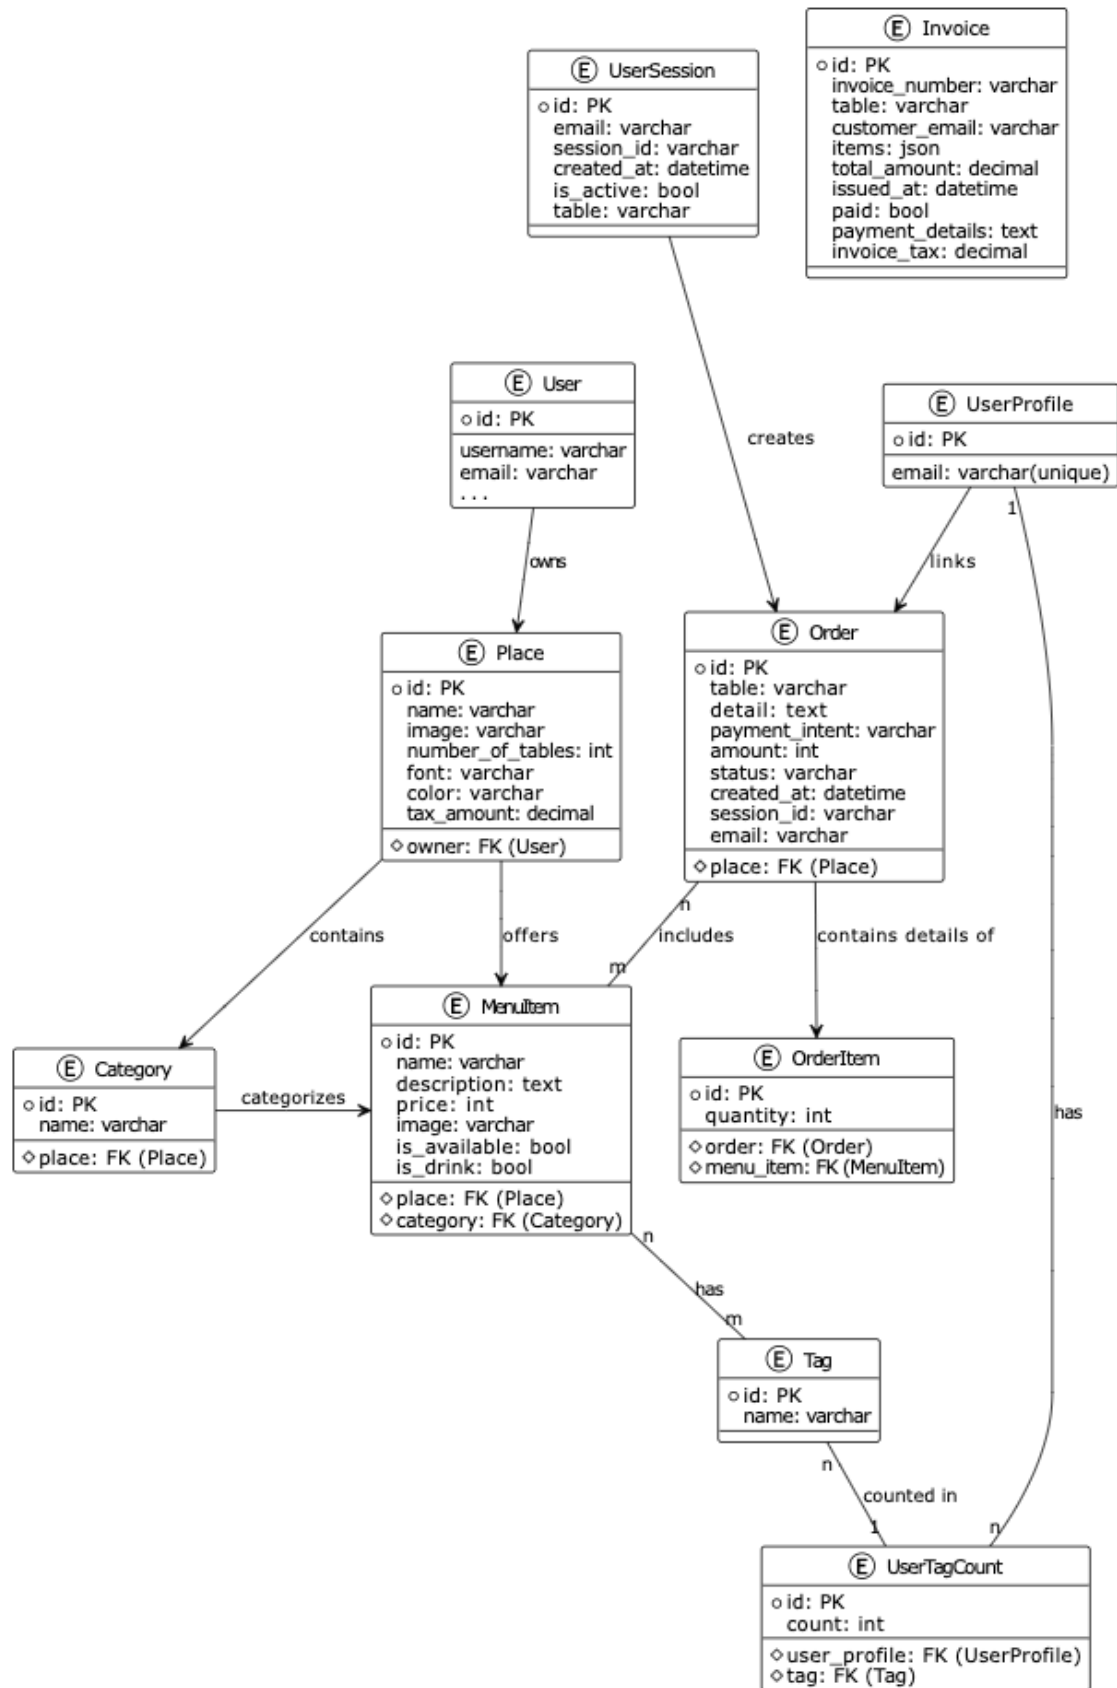 E Invoice
id: PK
invoice_number: varchar
table: varchar
customer_email: varchar
items: json
total_amount: decimal
issued_at: datetime
paid: bool
payment_details: text
invoice_tax: decimal
E UserSession
id: PK
email: varchar
session_id: varchar
created_at: datetime
is_active: bool
table: varchar
creates
E User
id: PK
username: varchar
email: varchar
...
owns
E UserProfile
id: PK
email: varchar(unique)
1
links
E Place
id: PK
name: varchar
image: varchar
number_of_tables: int
font: varchar
color: varchar
tax_amount: decimal
owner: FK (User)
E Order
id: PK
table: varchar
detail: text
payment_intent: varchar
amount: int
status: varchar
created_at: datetime
session_id: varchar
email: varchar
place: FK (Place)
contains
offers
n
includes
m
contains details of
E Category
id: PK
name: varchar
place: FK (Place)
categorizes
E MenuItem
id: PK
name: varchar
description: text
price: int
image: varchar
is_available: bool
is_drink: bool
place: FK (Place)
category: FK (Category)
E OrderItem
id: PK
quantity: int
order: FK (Order)
menu_item: FK (MenuItem)
has
n
has
m
E Tag
id: PK
name: varchar
n
counted in
1
n
E UserTagCount
id: PK
count: int
user_profile: FK (UserProfile)
tag: FK (Tag)